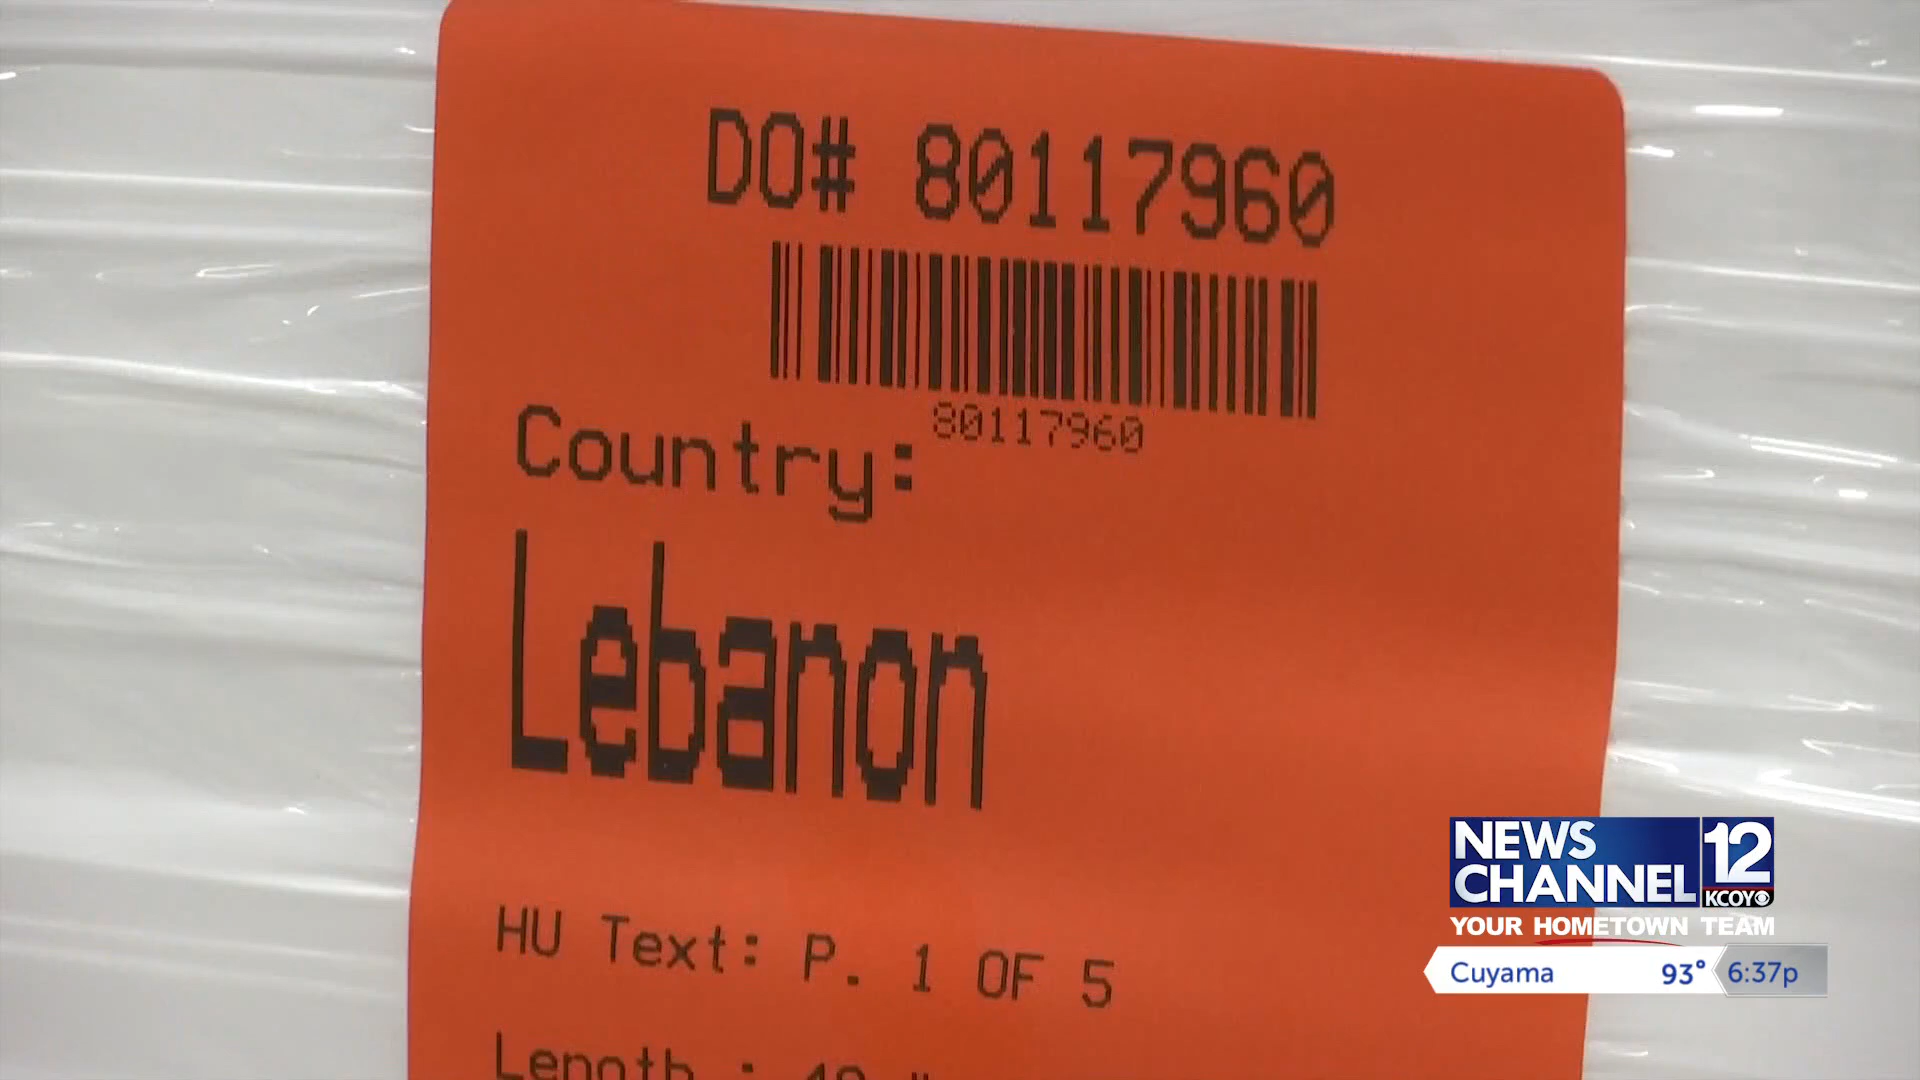 DO# 80117960
80117960
Country:
Lebanon
HU Text: P. 1 OF 5
Length :
NEWS
CHANNEL 12
KCOY
YOUR HOMETOWN TEAM
Cuyama 93° 6:37p